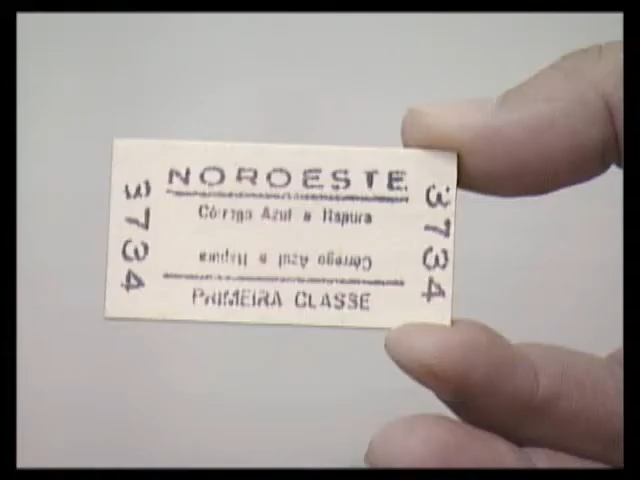 NOROESTE
Córrego Azul a Itapura
Córrego Azul a Itapura
PRIMEIRA CLASSE
3734
3734